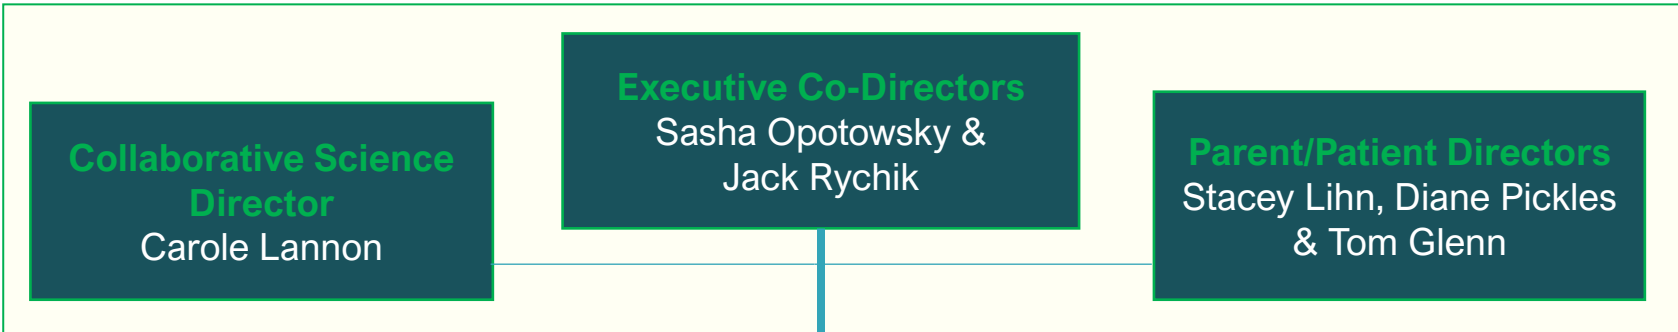 Collaborative Science
Director
Carole Lannon
Executive Co-Directors
Sasha Opotowsky &
Jack Rychik
Parent/Patient Directors
Stacey Lihn, Diane Pickles
& Tom Glenn